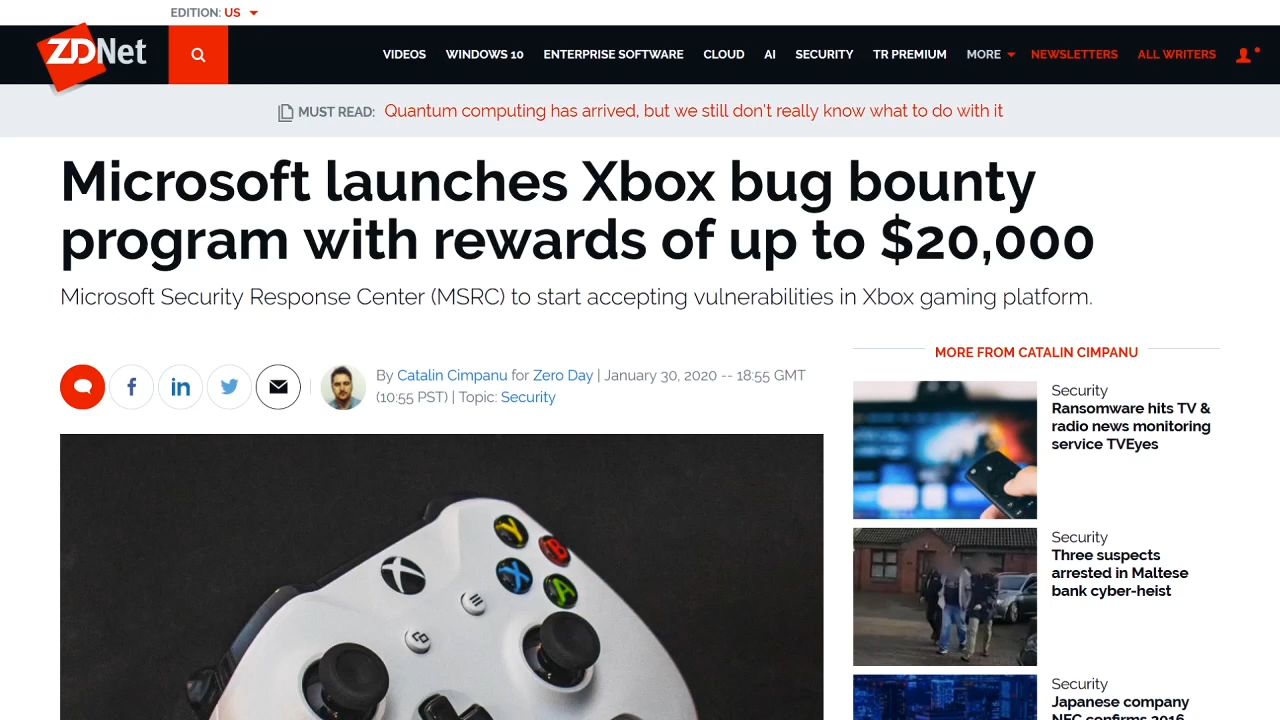 EDITION: US
ZDNet
VIDEOS WINDOWS 10 ENTERPRISE SOFTWARE CLOUD AI SECURITY TR PREMIUM MORE NEWSLETTERS ALL WRITERS
MUST READ: Quantum computing has arrived, but we still don't really know what to do with it
Microsoft launches Xbox bug bounty
program with rewards of up to $20,000
Microsoft Security Response Center (MSRC) to start accepting vulnerabilities in Xbox gaming platform.
f in
By Catalin Cimpanu for Zero Day | January 30, 2020 -- 18:55 GMT
(10:55 PST) | Topic: Security
Y
B
X
A
MORE FROM CATALIN CIMPANU
Security
Ransomware hits TV &
radio news monitoring
service TVEyes
Security
Three suspects
arrested in Maltese
bank cyber-heist
Security
Japanese company
NEC confirms 2016